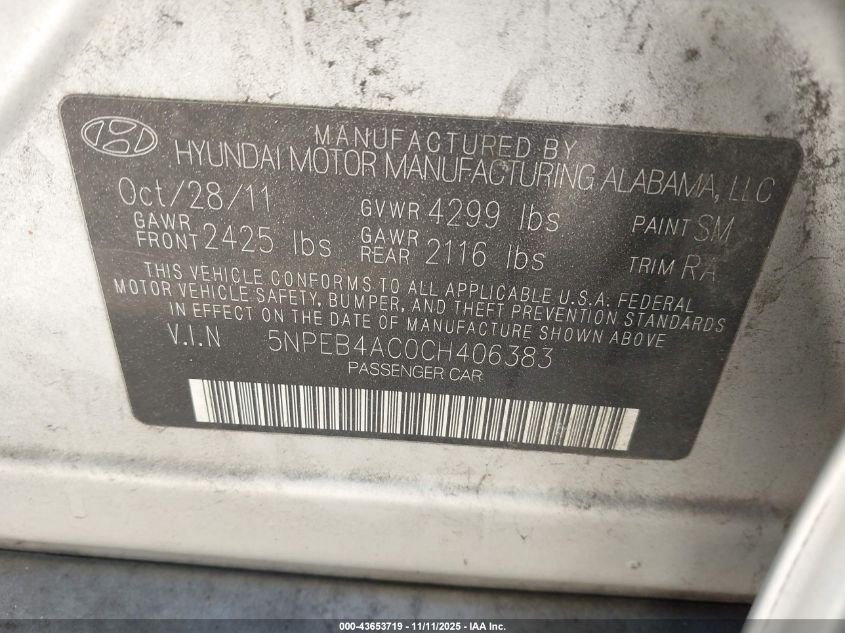 MANUFACTURED BY
HYUNDAI MOTOR MANUFACTURING ALABAMA, LLC
Oct/28/11 GVWR 4299 lbs PAINT SM
GAWR FRONT 2425 lbs GAWR REAR 2116 lbs TRIM RA
THIS VEHICLE CONFORMS TO ALL APPLICABLE U.S.A. FEDERAL
MOTOR VEHICLE SAFETY, BUMPER, AND THEFT PREVENTION STANDARDS
IN EFFECT ON THE DATE OF MANUFACTURE SHOWN ABOVE
V.I.N 5NPEB4AC0CH406383
PASSENGER CAR
000-43653719 - 11/11/2025 - IAA Inc.